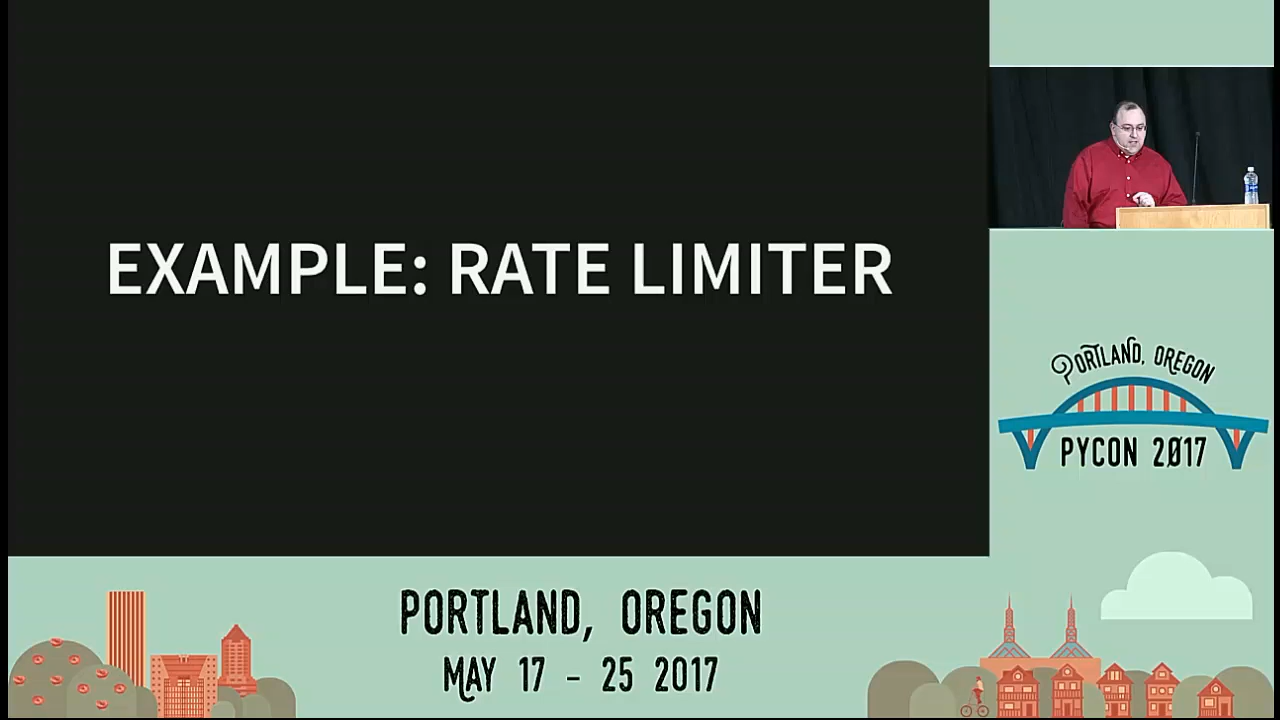 EXAMPLE: RATE LIMITER
PORTLAND, OREGON
PYCON 2017
PORTLAND, OREGON
MAY 17 - 25 2017